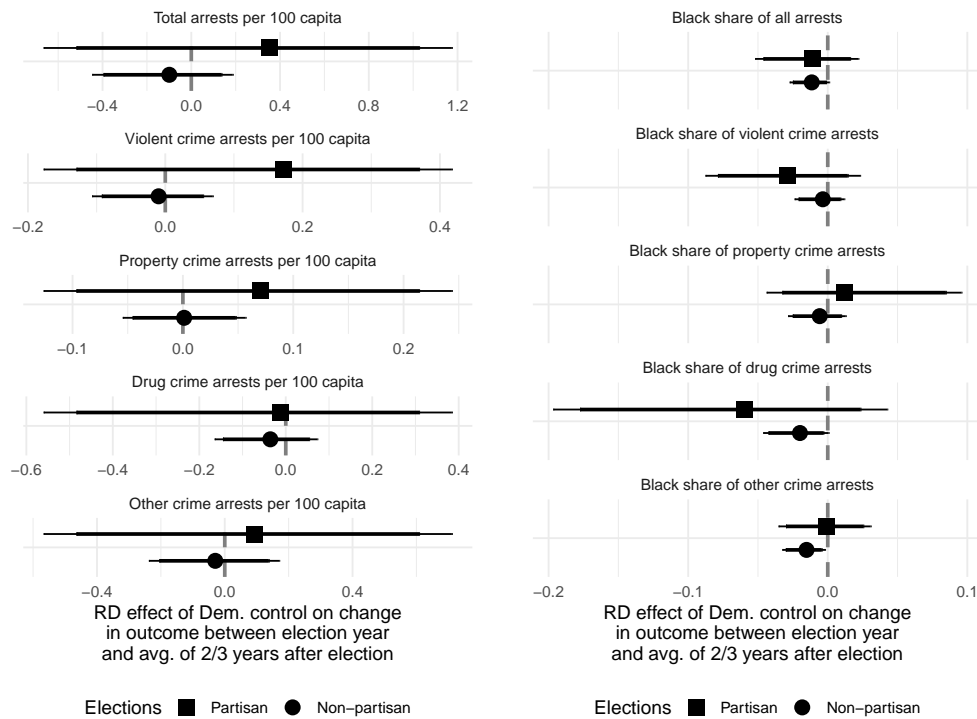 Total arrests per 100 capita
−0.4 0.0 0.4 0.8 1.2
Violent crime arrests per 100 capita
−0.2 0.0 0.2 0.4
Property crime arrests per 100 capita
−0.1 0.0 0.1 0.2
Drug crime arrests per 100 capita
−0.6 −0.4 −0.2 0.0 0.2 0.4
Other crime arrests per 100 capita
−0.4 0.0 0.4
RD effect of Dem. control on change
in outcome between election year
and avg. of 2/3 years after election
Elections Partisan Non−partisan
Black share of all arrests
Black share of violent crime arrests
Black share of property crime arrests
Black share of drug crime arrests
Black share of other crime arrests
−0.2 −0.1 0.0 0.1
RD effect of Dem. control on change
in outcome between election year
and avg. of 2/3 years after election
Elections Partisan Non−partisan